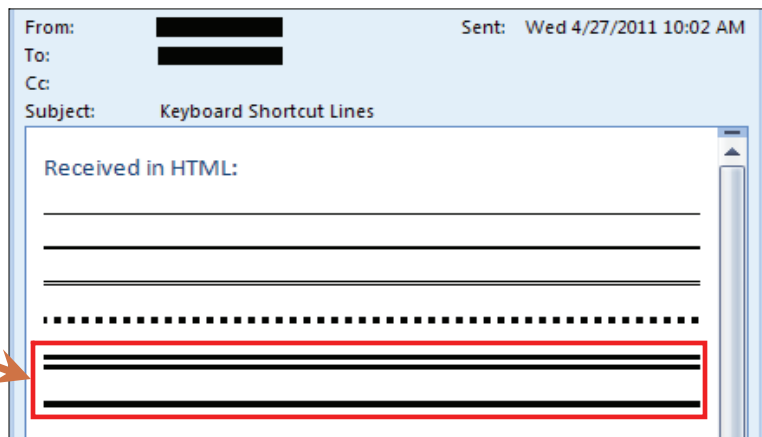 From: Sent: Wed 4/27/2011 10:02 AM
To:
Cc:
Subject: Keyboard Shortcut Lines
Received in HTML: